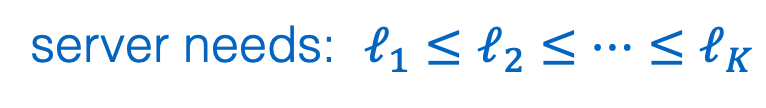 server needs: ℓ₁ ≤ ℓ₂ ≤ ⋯ ≤ ℓ_K